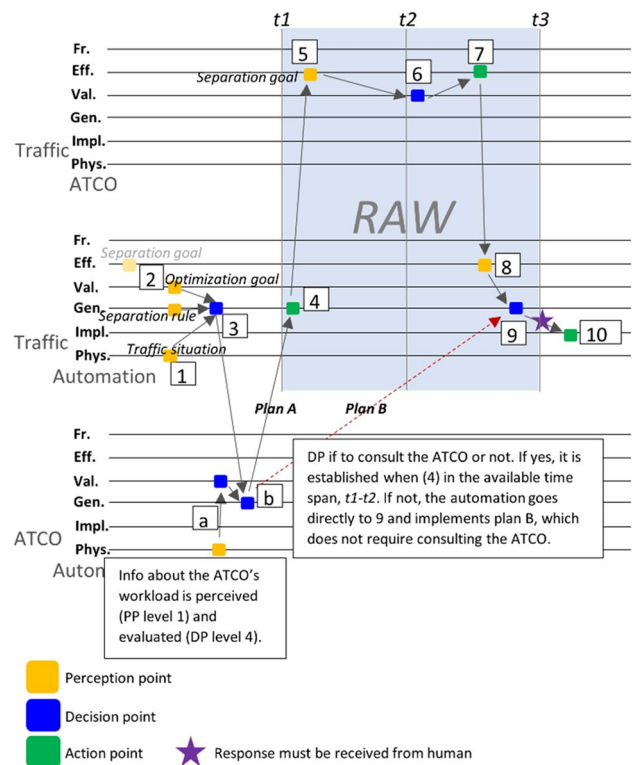 t1 t2 t3
Fr.
5
7
Eff.
Separation goal
6
Val.
Gen.
Impl.
Traffic
Phys.
ATCO
RAW
Fr.
Separation goal
Eff.
8
2
Optimization goal
Val.
Gen.
4
Separation rule
3
Traffic
Impl.
9
10
Traffic situation
Phys.
1
Automation
Plan A Plan B
Fr.
Eff.
DP if to consult the ATCO or not. If yes, it is
established when (4) in the available time
span, t1-t2. If not, the automation goes
directly to 9 and implements plan B, which
does not require consulting the ATCO.
Val.
b
Gen.
a
Impl.
ATCO
Phys.
Autom
Info about the ATCO's
workload is perceived
(PP level 1) and
evaluated (DP level 4).
Perception point
Decision point
Action point
Response must be received from human